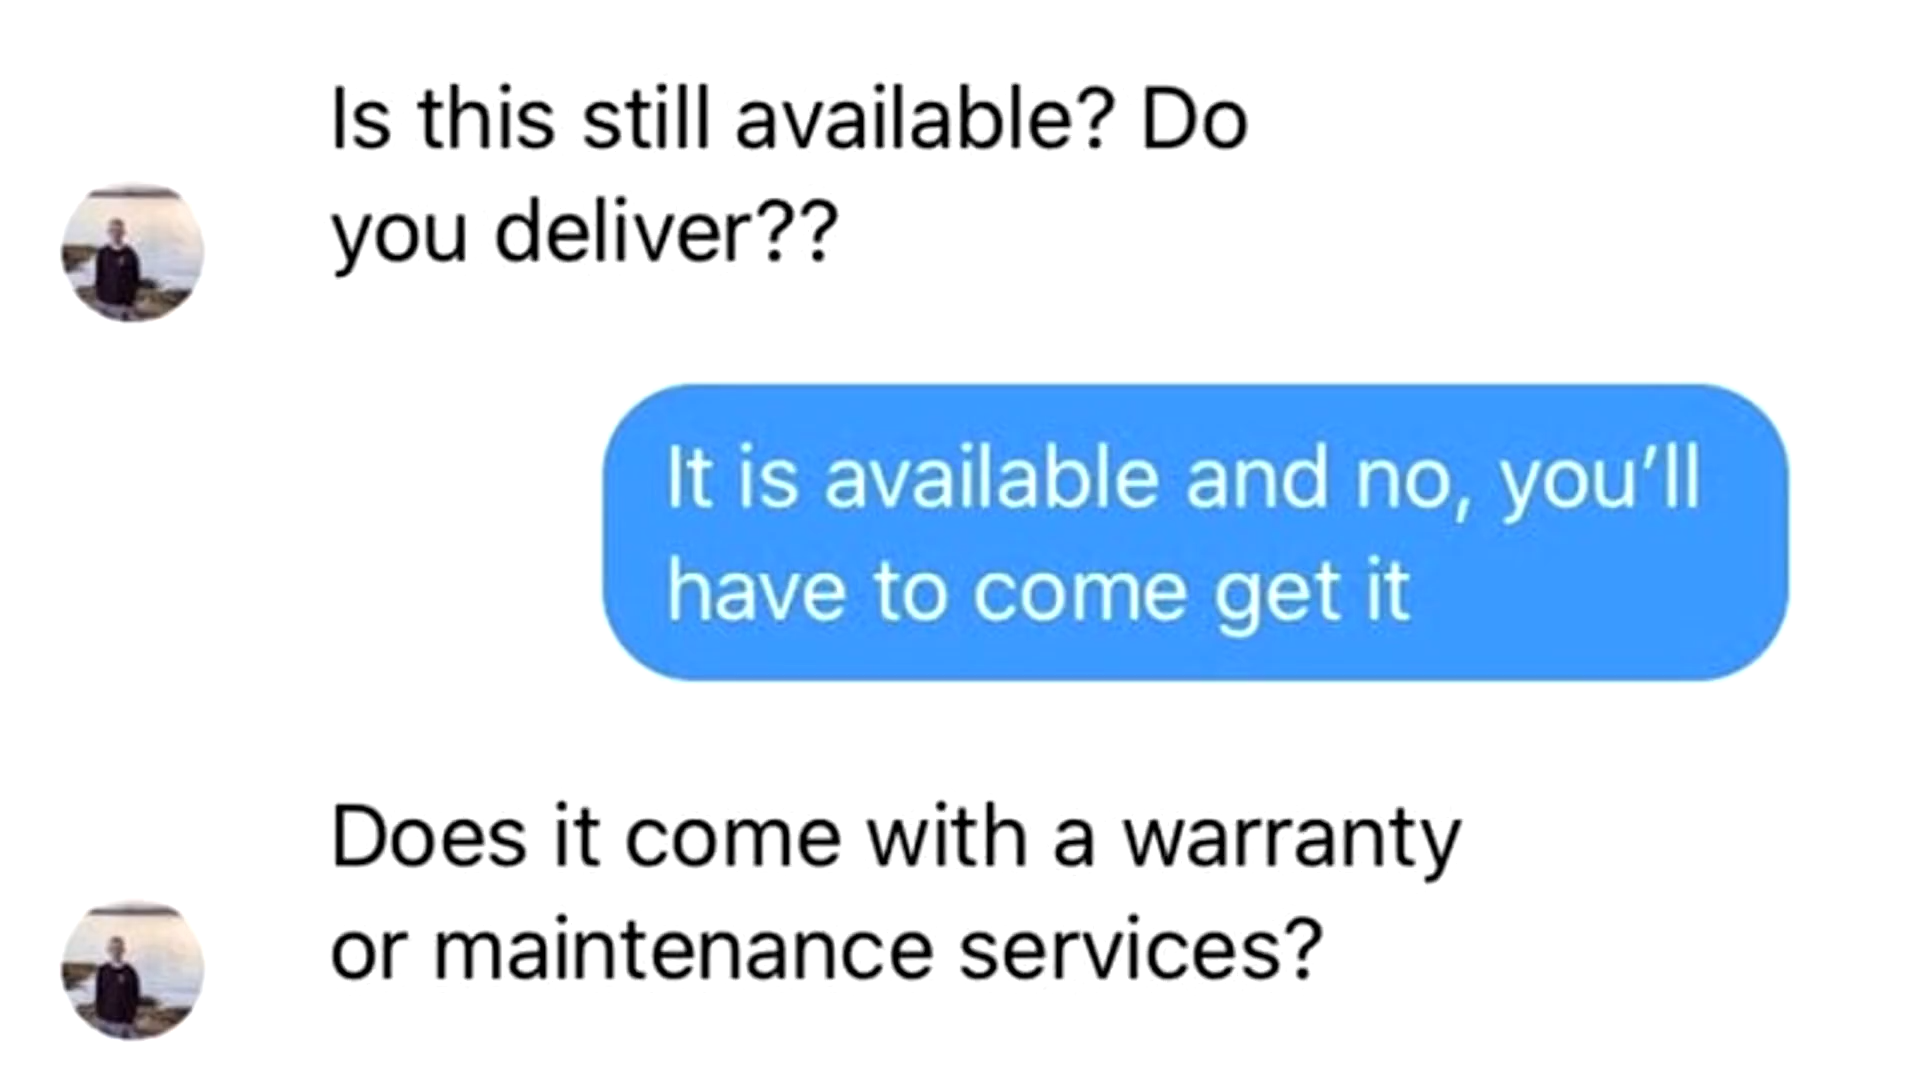 Is this still available? Do
you deliver??
It is available and no, you’ll
have to come get it
Does it come with a warranty
or maintenance services?